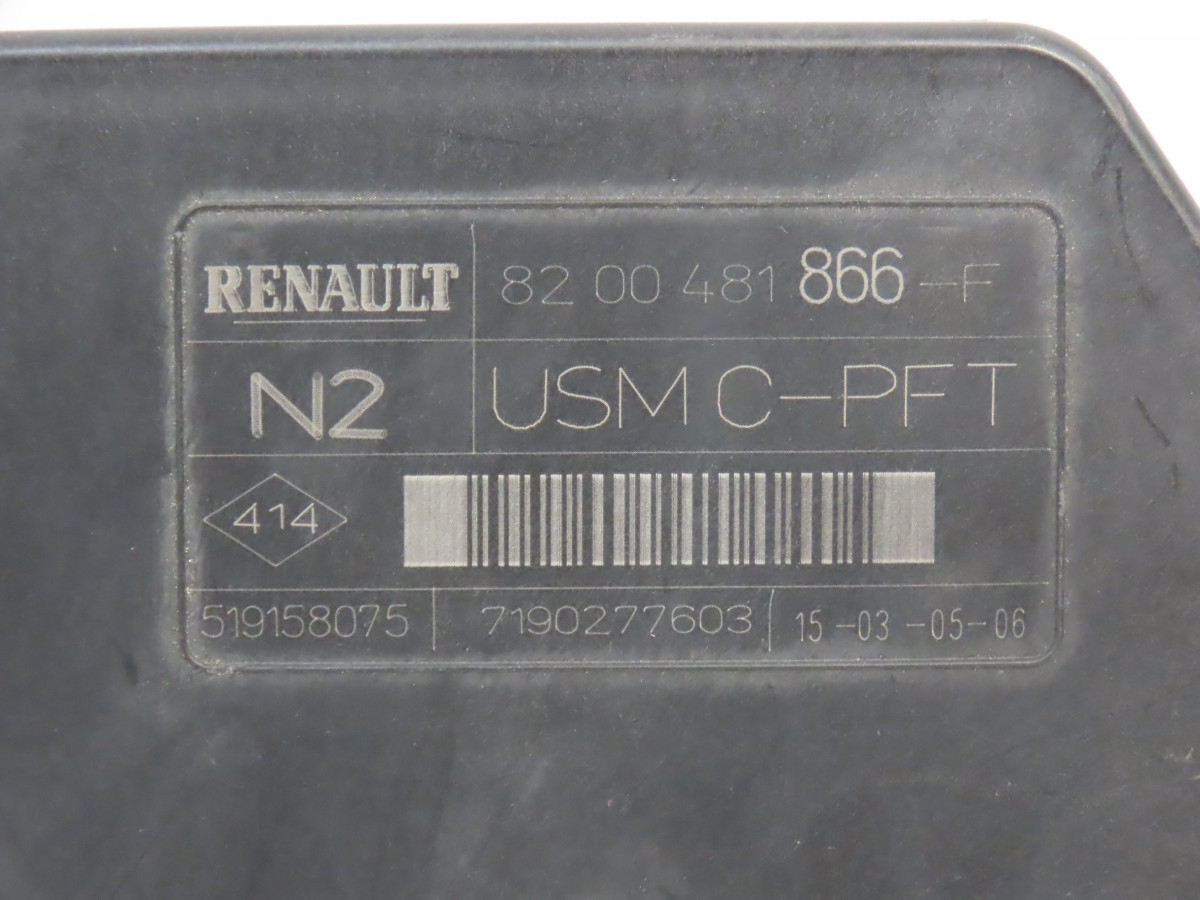 RENAULT 82 00 481 866-F
N2 USM C-PFT
414
519158075 7190277603 15-03-05-06